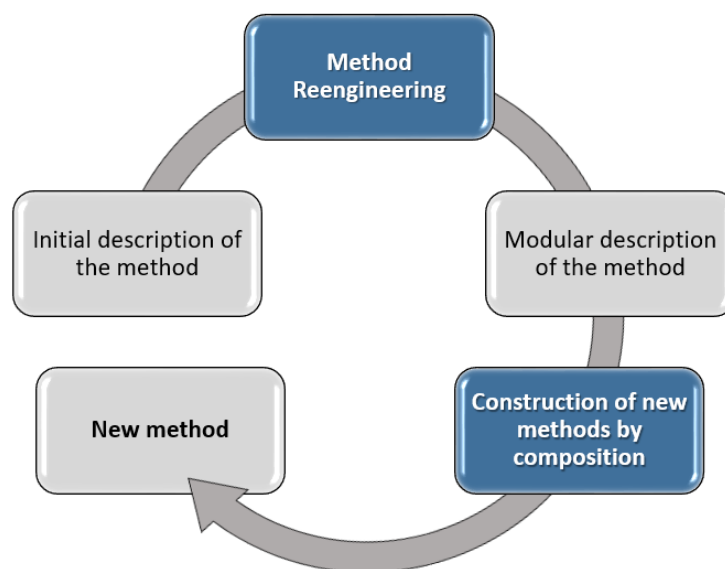 Method
Reengineering
Initial description of
the method
Modular description
of the method
New method
Construction of new
methods by
composition